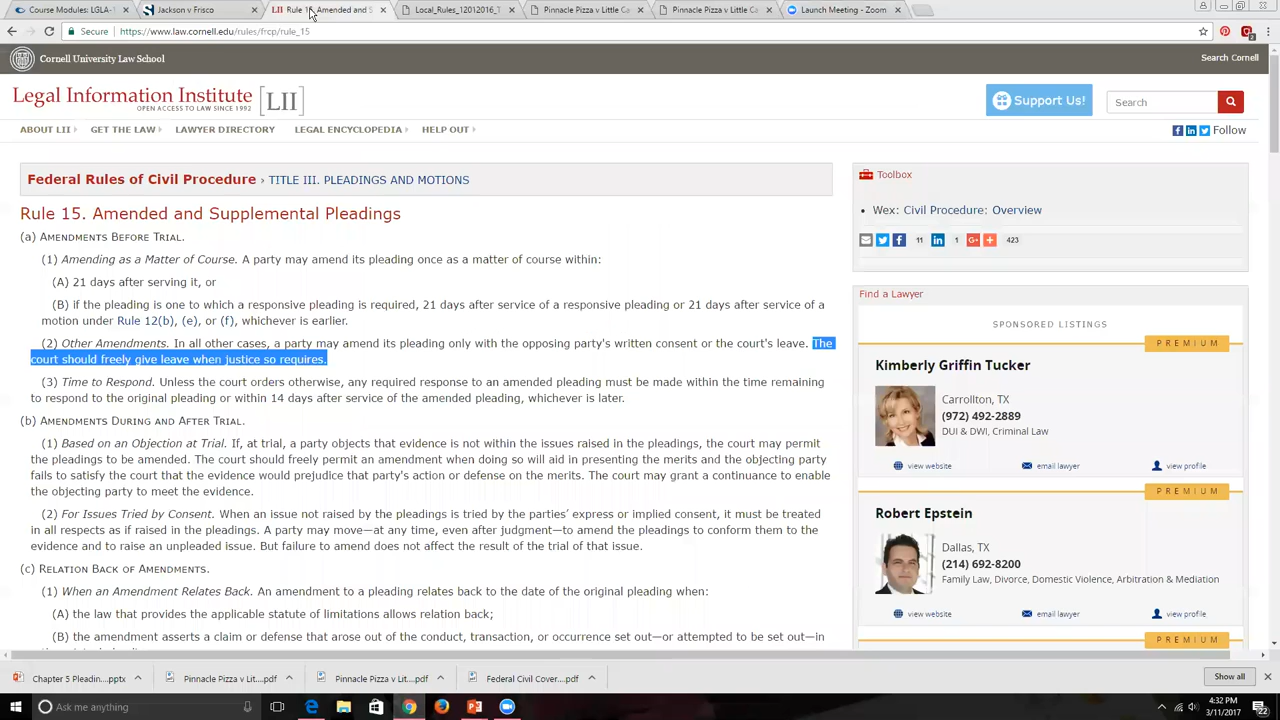 Course Modules: LGLA-1
Jackson v Frisco
Rule 15. Amended and S
Local_Rules_12012016_T
Pinnacle Pizza v Little Ca
Pinnacle Pizza v Little Ca
Launch Meeting - Zoom
Secure
https://www.law.cornell.edu/rules/frcp/rule_15
Cornell University Law School
Search Cornell
Legal Information Institute [LII]
OPEN ACCESS TO LAW SINCE 1992
Support Us!
Search
ABOUT LII GET THE LAW LAWYER DIRECTORY LEGAL ENCYCLOPEDIA HELP OUT
Follow
Federal Rules of Civil Procedure › TITLE III. PLEADINGS AND MOTIONS
Rule 15. Amended and Supplemental Pleadings
(a) AMENDMENTS BEFORE TRIAL.
(1) Amending as a Matter of Course. A party may amend its pleading once as a matter of course within:
(A) 21 days after serving it, or
(B) if the pleading is one to which a responsive pleading is required, 21 days after service of a responsive pleading or 21 days after service of a
motion under Rule 12(b), (e), or (f), whichever is earlier.
(2) Other Amendments. In all other cases, a party may amend its pleading only with the opposing party's written consent or the court's leave. The
court should freely give leave when justice so requires.
(3) Time to Respond. Unless the court orders otherwise, any required response to an amended pleading must be made within the time remaining
to respond to the original pleading or within 14 days after service of the amended pleading, whichever is later.
(b) AMENDMENTS DURING AND AFTER TRIAL.
(1) Based on an Objection at Trial. If, at trial, a party objects that evidence is not within the issues raised in the pleadings, the court may permit
the pleadings to be amended. The court should freely permit an amendment when doing so will aid in presenting the merits and the objecting party
fails to satisfy the court that the evidence would prejudice that party's action or defense on the merits. The court may grant a continuance to enable
the objecting party to meet the evidence.
(2) For Issues Tried by Consent. When an issue not raised by the pleadings is tried by the parties' express or implied consent, it must be treated
in all respects as if raised in the pleadings. A party may move—at any time, even after judgment—to amend the pleadings to conform them to the
evidence and to raise an unpleaded issue. But failure to amend does not affect the result of the trial of that issue.
(c) RELATION BACK OF AMENDMENTS.
(1) When an Amendment Relates Back. An amendment to a pleading relates back to the date of the original pleading when:
(A) the law that provides the applicable statute of limitations allows relation back;
(B) the amendment asserts a claim or defense that arose out of the conduct, transaction, or occurrence set out—or attempted to be set out—in
Toolbox
Wex: Civil Procedure: Overview
11 1 423
Find a Lawyer
SPONSORED LISTINGS
PREMIUM
Kimberly Griffin Tucker
Carrollton, TX
(972) 492-2889
DUI & DWI, Criminal Law
view website email lawyer view profile
PREMIUM
Robert Epstein
Dallas, TX
(214) 692-8200
Family Law, Divorce, Domestic Violence, Arbitration & Mediation
view website email lawyer view profile
PREMIUM
Chapter 5 Pleadin....pptx
Pinnacle Pizza v Lit....pdf
Pinnacle Pizza v Lit....pdf
Federal Civil Cover....pdf
Show all
Ask me anything
4:32 PM
3/11/2017
22